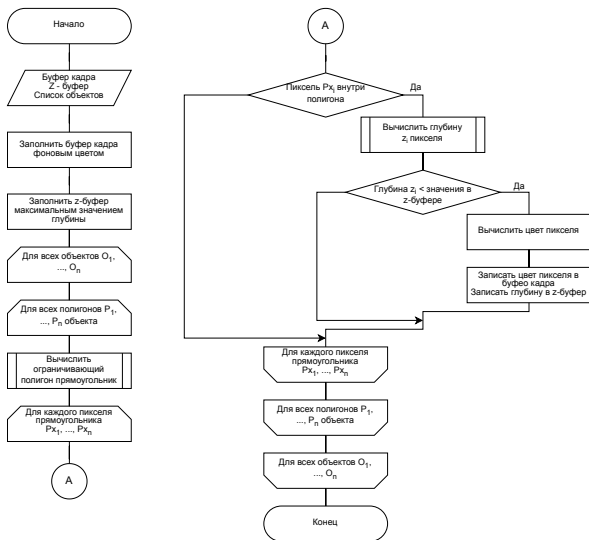 Начало
Буфер кадра
Z - буфер
Список объектов
Заполнить буфер кадра
фоновым цветом
Заполнить z-буфер
максимальным значением
глубины
Для всех объектов O1,
..., On
Для всех полигонов P1,
..., Pn объекта
Вычислить
ограничивающий
полигон прямоугольник
Для каждого пикселя
прямоугольника
Px1, ..., Pxn
A
A
Пиксель Pxi внутри
полигона
Да
Вычислить глубину
zi пикселя
Глубина zi < значения в
z-буфере
Да
Вычислить цвет пикселя
Записать цвет пикселя в
буфео кадра
Записать глубину в z-буфер
Для каждого пикселя
прямоугольника
Px1, ..., Pxn
Для всех полигонов P1,
..., Pn объекта
Для всех объектов O1,
..., On
Конец